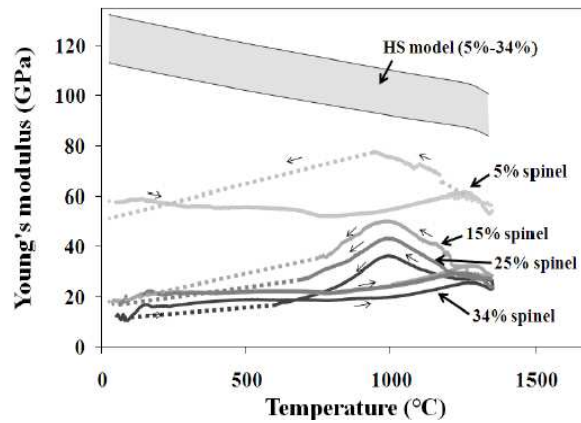 120
100
80
60
40
20
0
Young's modulus (GPa)
HS model (5%-34%)
5% spinel
15% spinel
25% spinel
34% spinel
0
500
1000
1500
Temperature (°C)